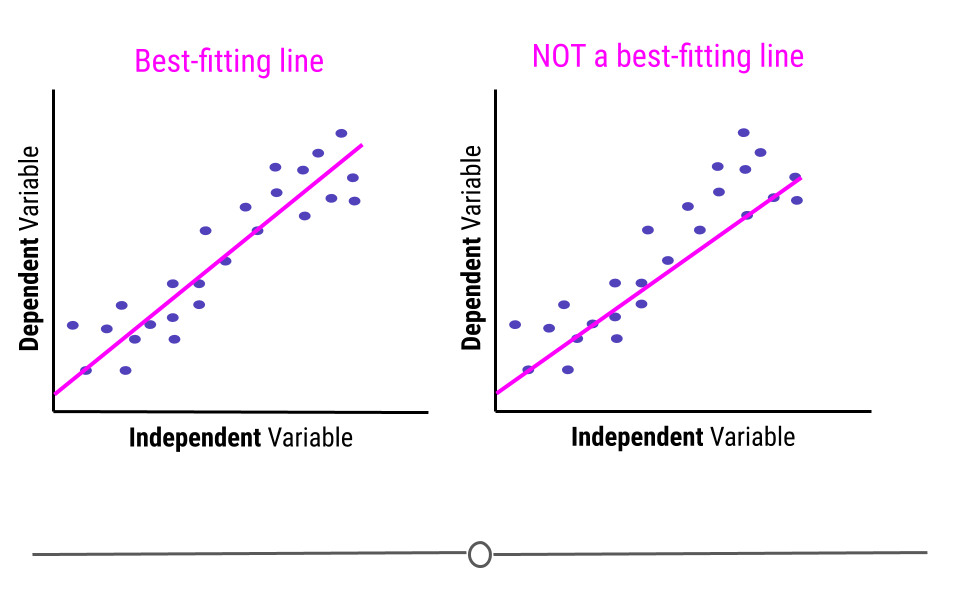 Best-fitting line
Dependent Variable
Independent Variable
NOT a best-fitting line
Dependent Variable
Independent Variable